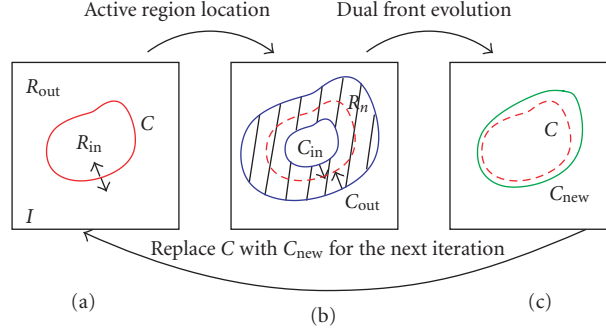 Active region location
Dual front evolution
R_out
C
R_in
I
R_n
C_in
C_out
C
C_new
Replace C with C_new for the next iteration
(a)
(b)
(c)